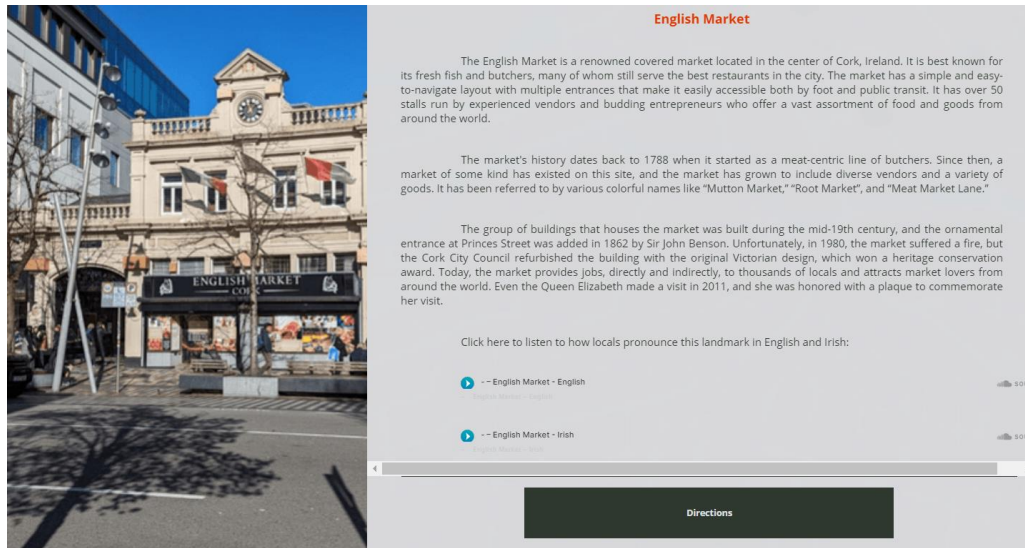 English Market
The English Market is a renowned covered market located in the center of Cork, Ireland. It is best known for
its fresh fish and butchers, many of whom still serve the best restaurants in the city. The market has a simple and easy-
to-navigate layout with multiple entrances that make it easily accessible both by foot and public transit. It has over 50
stalls run by experienced vendors and budding entrepreneurs who offer a vast assortment of food and goods from
around the world.
The market's history dates back to 1788 when it started as a meat-centric line of butchers. Since then, a
market of some kind has existed on this site, and the market has grown to include diverse vendors and a variety of
goods. It has been referred to by various colorful names like “Mutton Market,” “Root Market”, and “Meat Market Lane.”
The group of buildings that houses the market was built during the mid-19th century, and the ornamental
entrance at Princes Street was added in 1862 by Sir John Benson. Unfortunately, in 1980, the market suffered a fire, but
the Cork City Council refurbished the building with the original Victorian design, which won a heritage conservation
award. Today, the market provides jobs, directly and indirectly, to thousands of locals and attracts market lovers from
around the world. Even the Queen Elizabeth made a visit in 2011, and she was honored with a plaque to commemorate
her visit.
Click here to listen to how locals pronounce this landmark in English and Irish:
- – English Market - English
English Market - English
- – English Market - Irish
English Market - Irish
Directions
ENGLISH MARKET
CORK